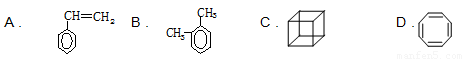 A. CH=CH₂ B. CH₃ CH₃ C. D.